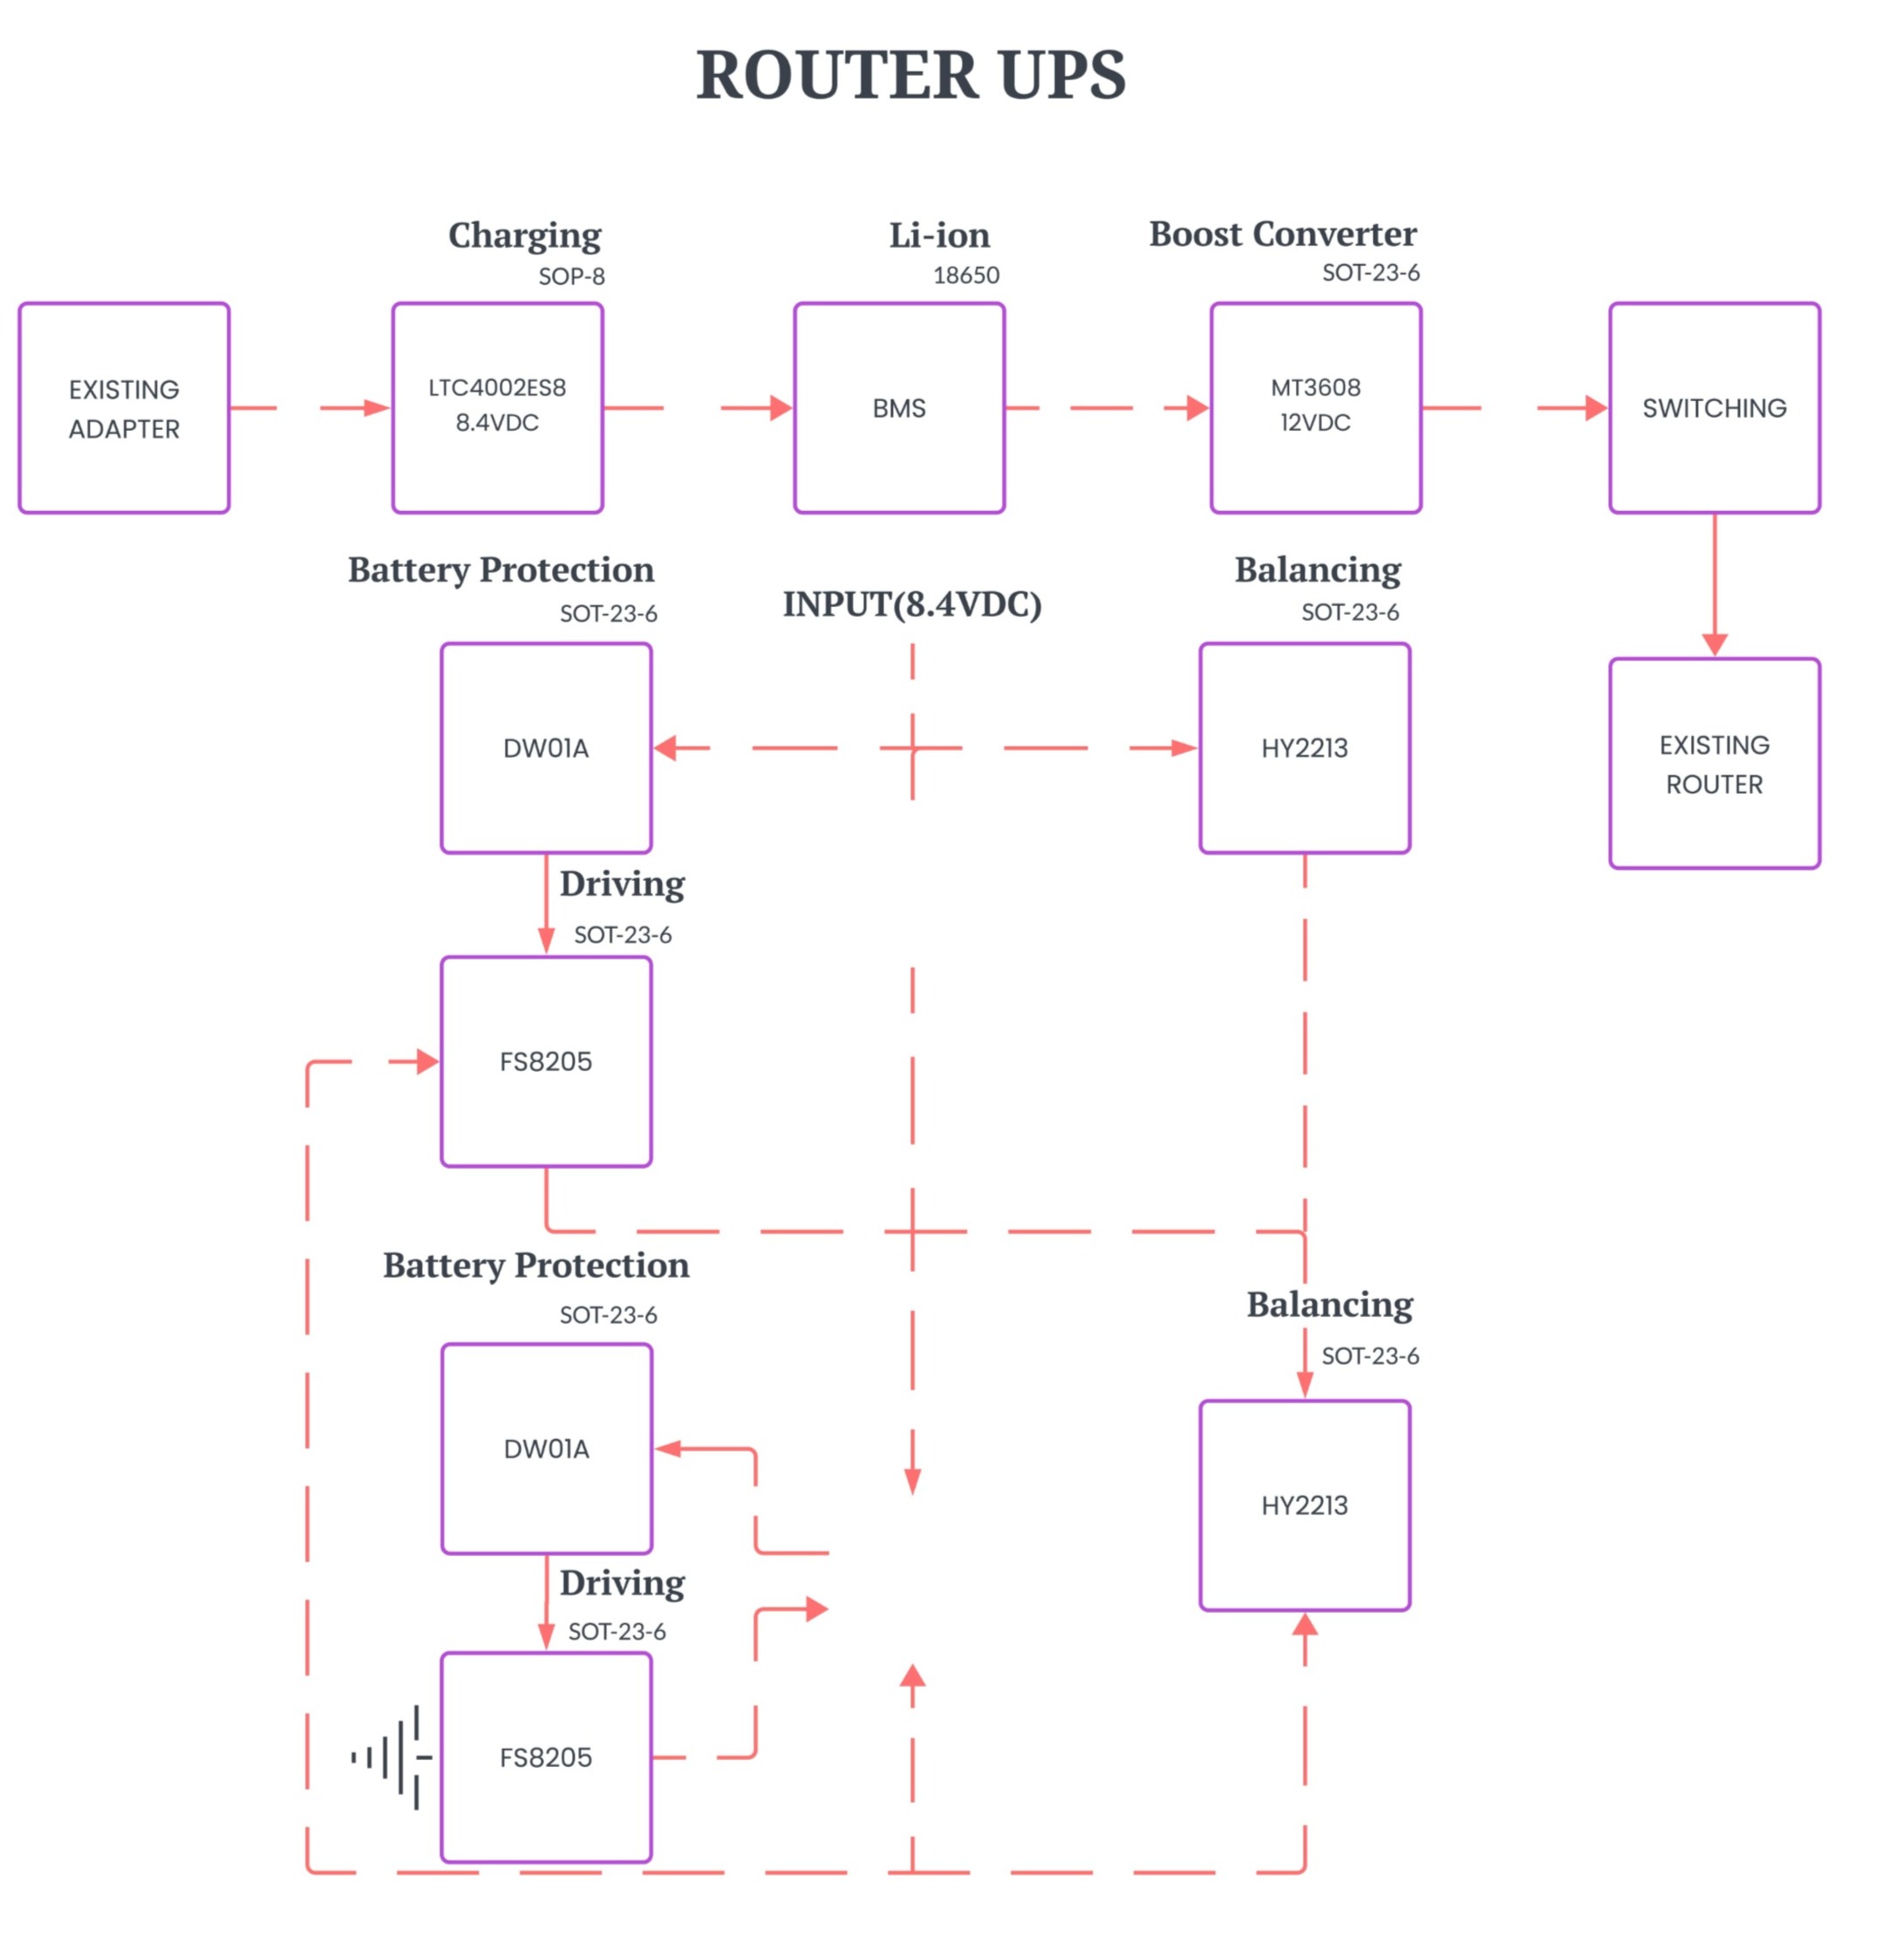 ROUTER UPS
Charging
SOP-8
Li-ion
18650
Boost Converter
SOT-23-6
EXISTING
ADAPTER
LTC4002ES8
8.4VDC
BMS
MT3608
12VDC
SWITCHING
Battery Protection
SOT-23-6
INPUT(8.4VDC)
Balancing
SOT-23-6
DW01A
HY2213
EXISTING
ROUTER
Driving
SOT-23-6
FS8205
Battery Protection
SOT-23-6
Balancing
SOT-23-6
DW01A
HY2213
Driving
SOT-23-6
FS8205